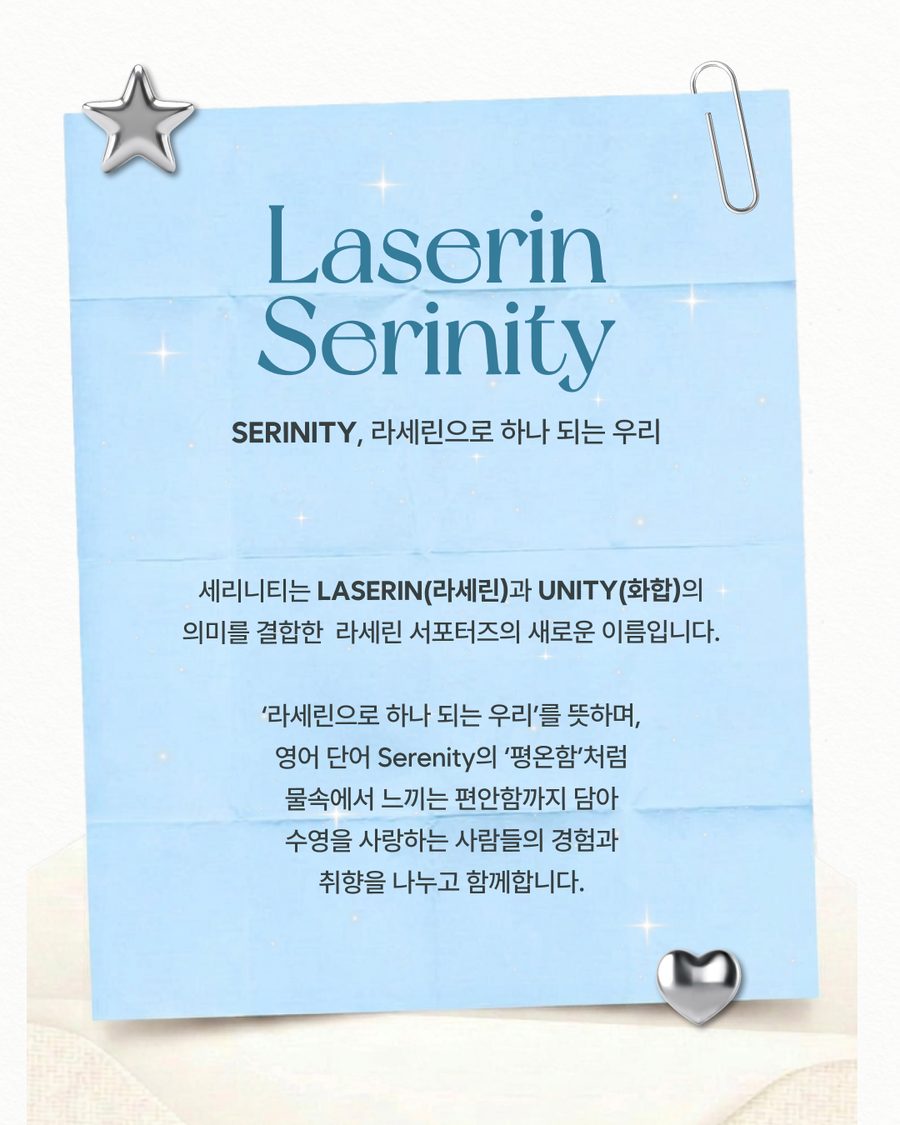 Laserin
Serinity
SERINITY, 라세린으로 하나 되는 우리
세리니티는 LASERIN(라세린)과 UNITY(화합)의
의미를 결합한 라세린 서포터즈의 새로운 이름입니다.
‘라세린으로 하나 되는 우리’를 뜻하며,
영어 단어 Serenity의 ‘평온함’처럼
물속에서 느끼는 편안함까지 담아
수영을 사랑하는 사람들의 경험과
취향을 나누고 함께합니다.